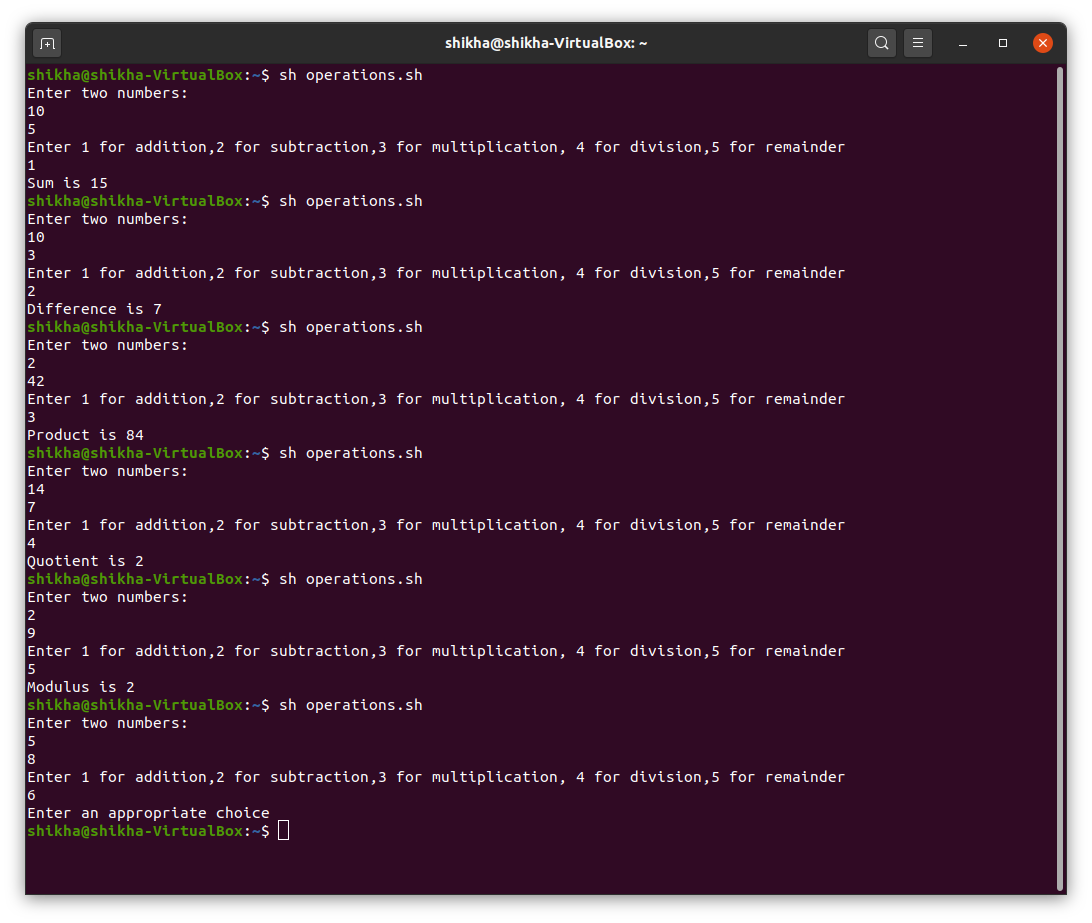 shikha@shikha-VirtualBox: ~
shikha@shikha-VirtualBox:~$ sh operations.sh
Enter two numbers:
10
5
Enter 1 for addition,2 for subtraction,3 for multiplication, 4 for division,5 for remainder
1
Sum is 15
shikha@shikha-VirtualBox:~$ sh operations.sh
Enter two numbers:
10
3
Enter 1 for addition,2 for subtraction,3 for multiplication, 4 for division,5 for remainder
2
Difference is 7
shikha@shikha-VirtualBox:~$ sh operations.sh
Enter two numbers:
2
42
Enter 1 for addition,2 for subtraction,3 for multiplication, 4 for division,5 for remainder
3
Product is 84
shikha@shikha-VirtualBox:~$ sh operations.sh
Enter two numbers:
14
7
Enter 1 for addition,2 for subtraction,3 for multiplication, 4 for division,5 for remainder
4
Quotient is 2
shikha@shikha-VirtualBox:~$ sh operations.sh
Enter two numbers:
2
9
Enter 1 for addition,2 for subtraction,3 for multiplication, 4 for division,5 for remainder
5
Modulus is 2
shikha@shikha-VirtualBox:~$ sh operations.sh
Enter two numbers:
5
8
Enter 1 for addition,2 for subtraction,3 for multiplication, 4 for division,5 for remainder
6
Enter an appropriate choice
shikha@shikha-VirtualBox:~$